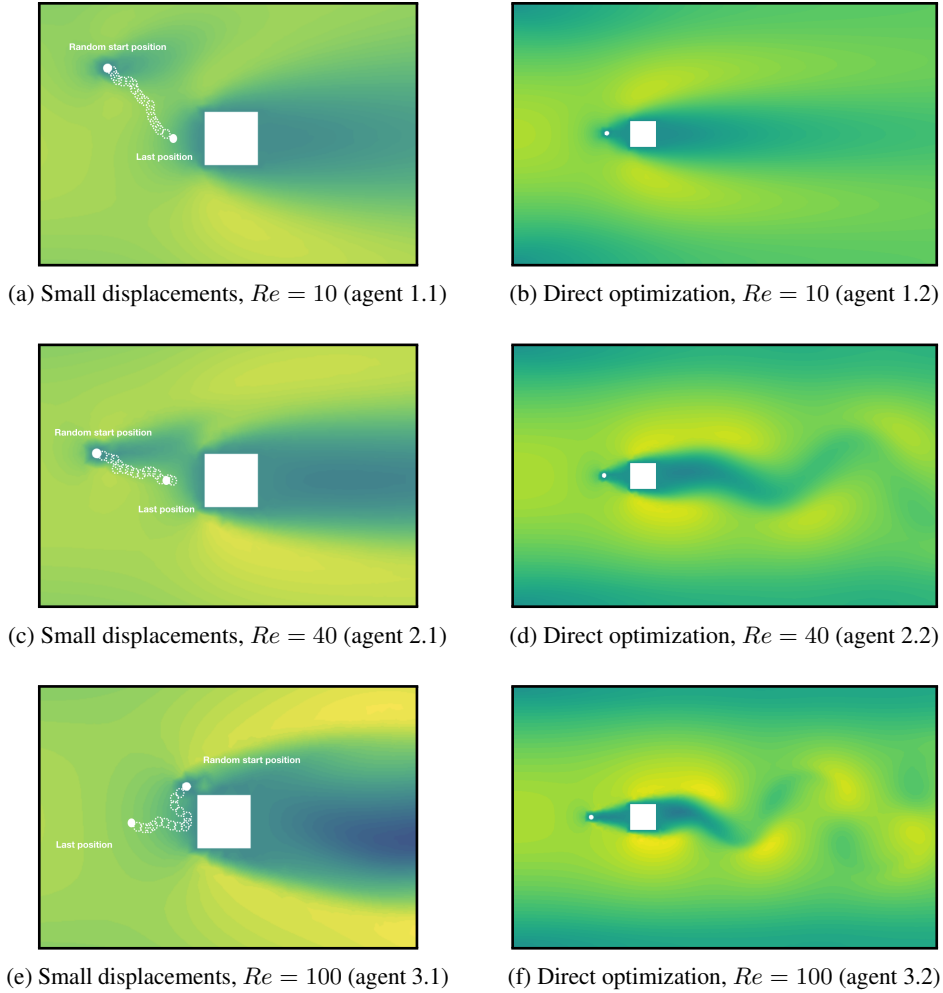 Random start position
Last position
(a) Small displacements, Re = 10 (agent 1.1)
(b) Direct optimization, Re = 10 (agent 1.2)
Random start position
Last position
(c) Small displacements, Re = 40 (agent 2.1)
(d) Direct optimization, Re = 40 (agent 2.2)
Random start position
Last position
(e) Small displacements, Re = 100 (agent 3.1)
(f) Direct optimization, Re = 100 (agent 3.2)